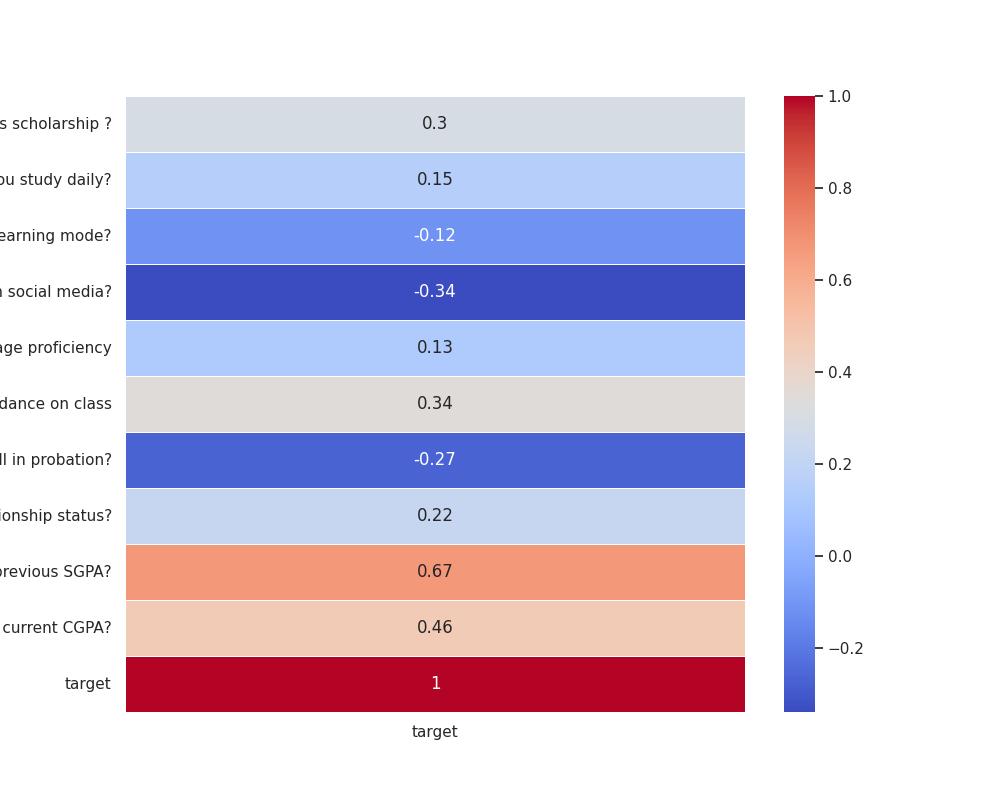 s scholarship ?
0.3
ou study daily?
0.15
earning mode?
-0.12
social media?
-0.34
age proficiency
0.13
dance on class
0.34
ll in probation?
-0.27
ionship status?
0.22
previous SGPA?
0.67
current CGPA?
0.46
target
1
target
1.0
0.8
0.6
0.4
0.2
0.0
−0.2